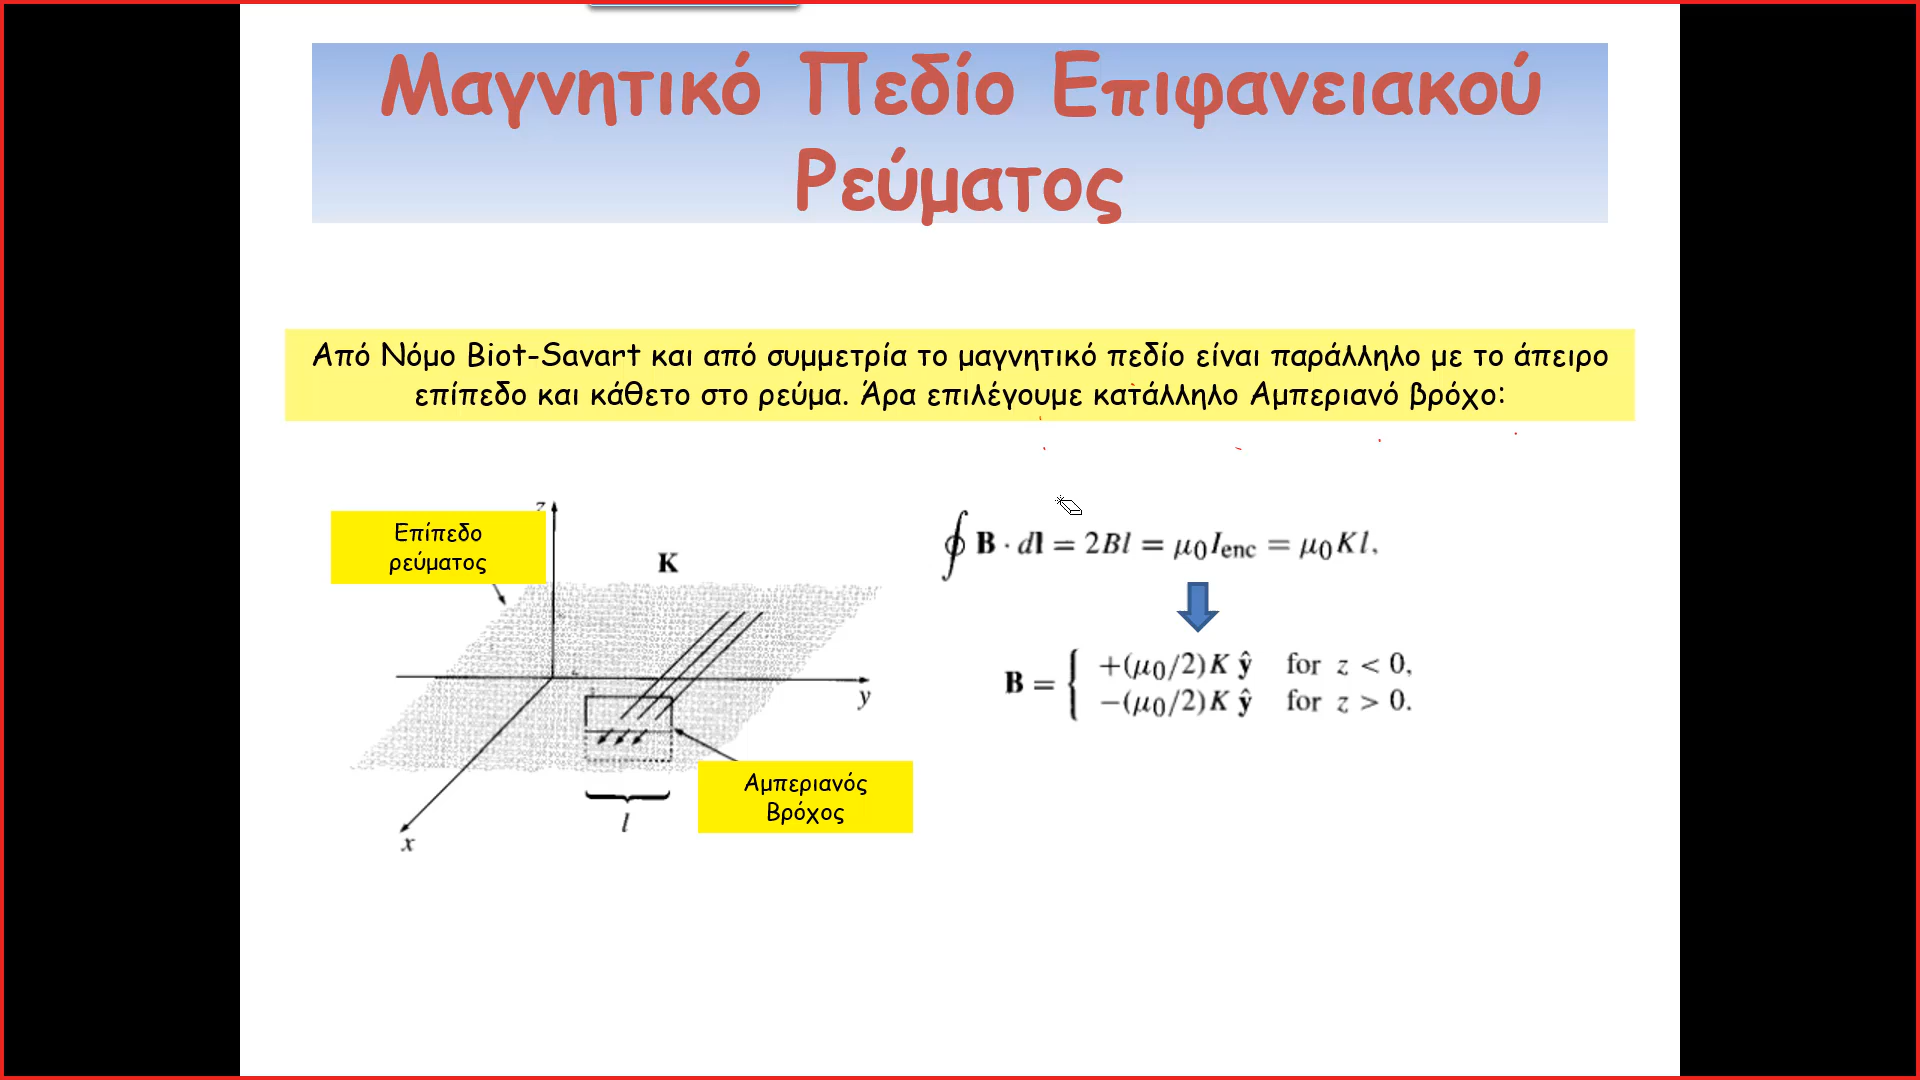 Μαγνητικό Πεδίο Επιφανειακού
Ρεύματος
Από Νόμο Biot-Savart και από συμμετρία το μαγνητικό πεδίο είναι παράλληλο με το άπειρο
επίπεδο και κάθετο στο ρεύμα. Άρα επιλέγουμε κατάλληλο Αμπεριανό βρόχο:
z
Επίπεδο
ρεύματος
K
y
Αμπεριανός
Βρόχος
l
x
∮ B · dl = 2Bl = μ₀I_enc = μ₀Kl,
B = { +(μ₀/2)K ŷ for z < 0,
−(μ₀/2)K ŷ for z > 0.